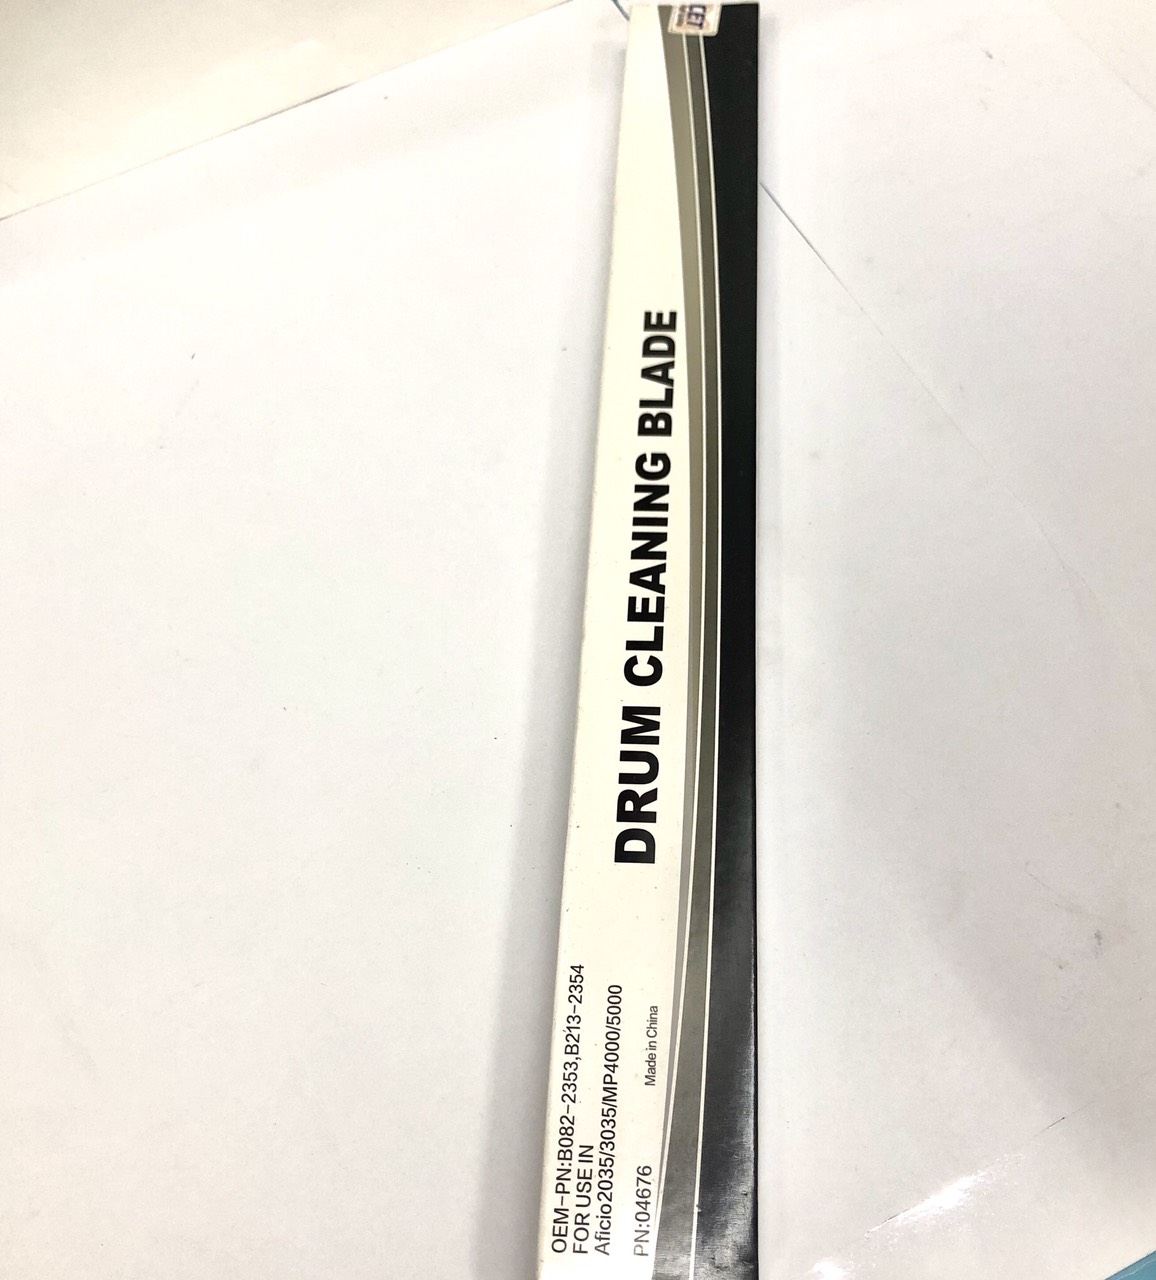 CET
DRUM CLEANING BLADE
OEM-PN:B082-2353,B213-2354
FOR USE IN
Aficio2035/3035/MP4000/5000
PN:04676
Made in China